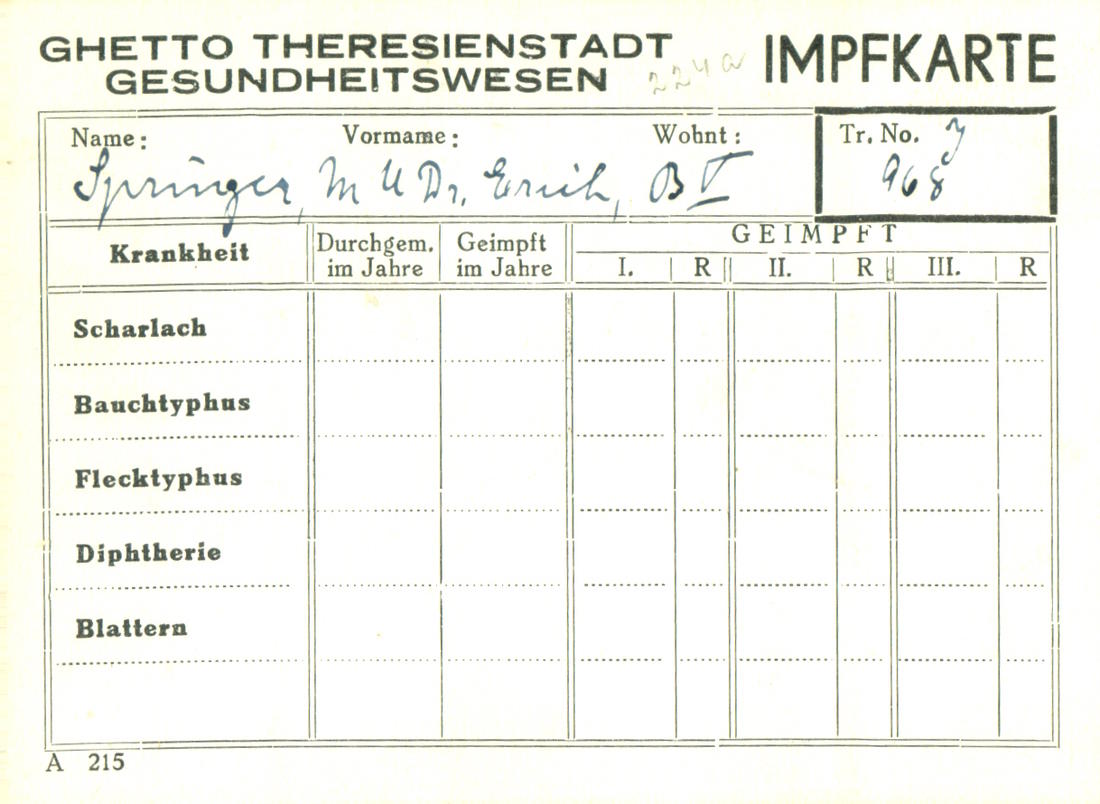 GHETTO THERESIENSTADT
GESUNDHEITSWESEN
224a
IMPFKARTE
Name: Vorname: Wohnt:
Springer, MUDr. Erich, B V
Tr. No. J
968
Krankheit
Durchgem. im Jahre
Geimpft im Jahre
GEIMPFT
I. R II. R III. R
Scharlach
Bauchtyphus
Flecktyphus
Diphtherie
Blattern
A 215